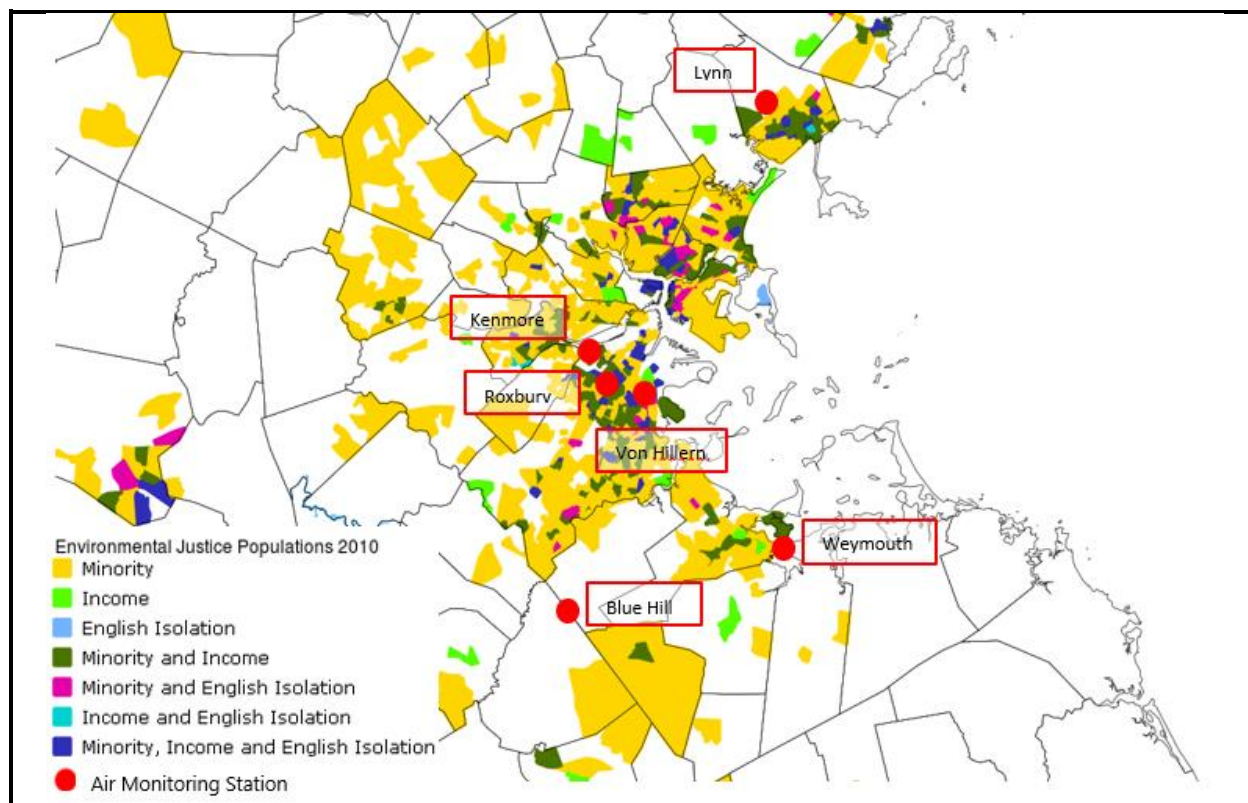 Lynn
Kenmore
Roxbury
Von Hillern
Weymouth
Blue Hill
Environmental Justice Populations 2010
Minority
Income
English Isolation
Minority and Income
Minority and English Isolation
Income and English Isolation
Minority, Income and English Isolation
Air Monitoring Station